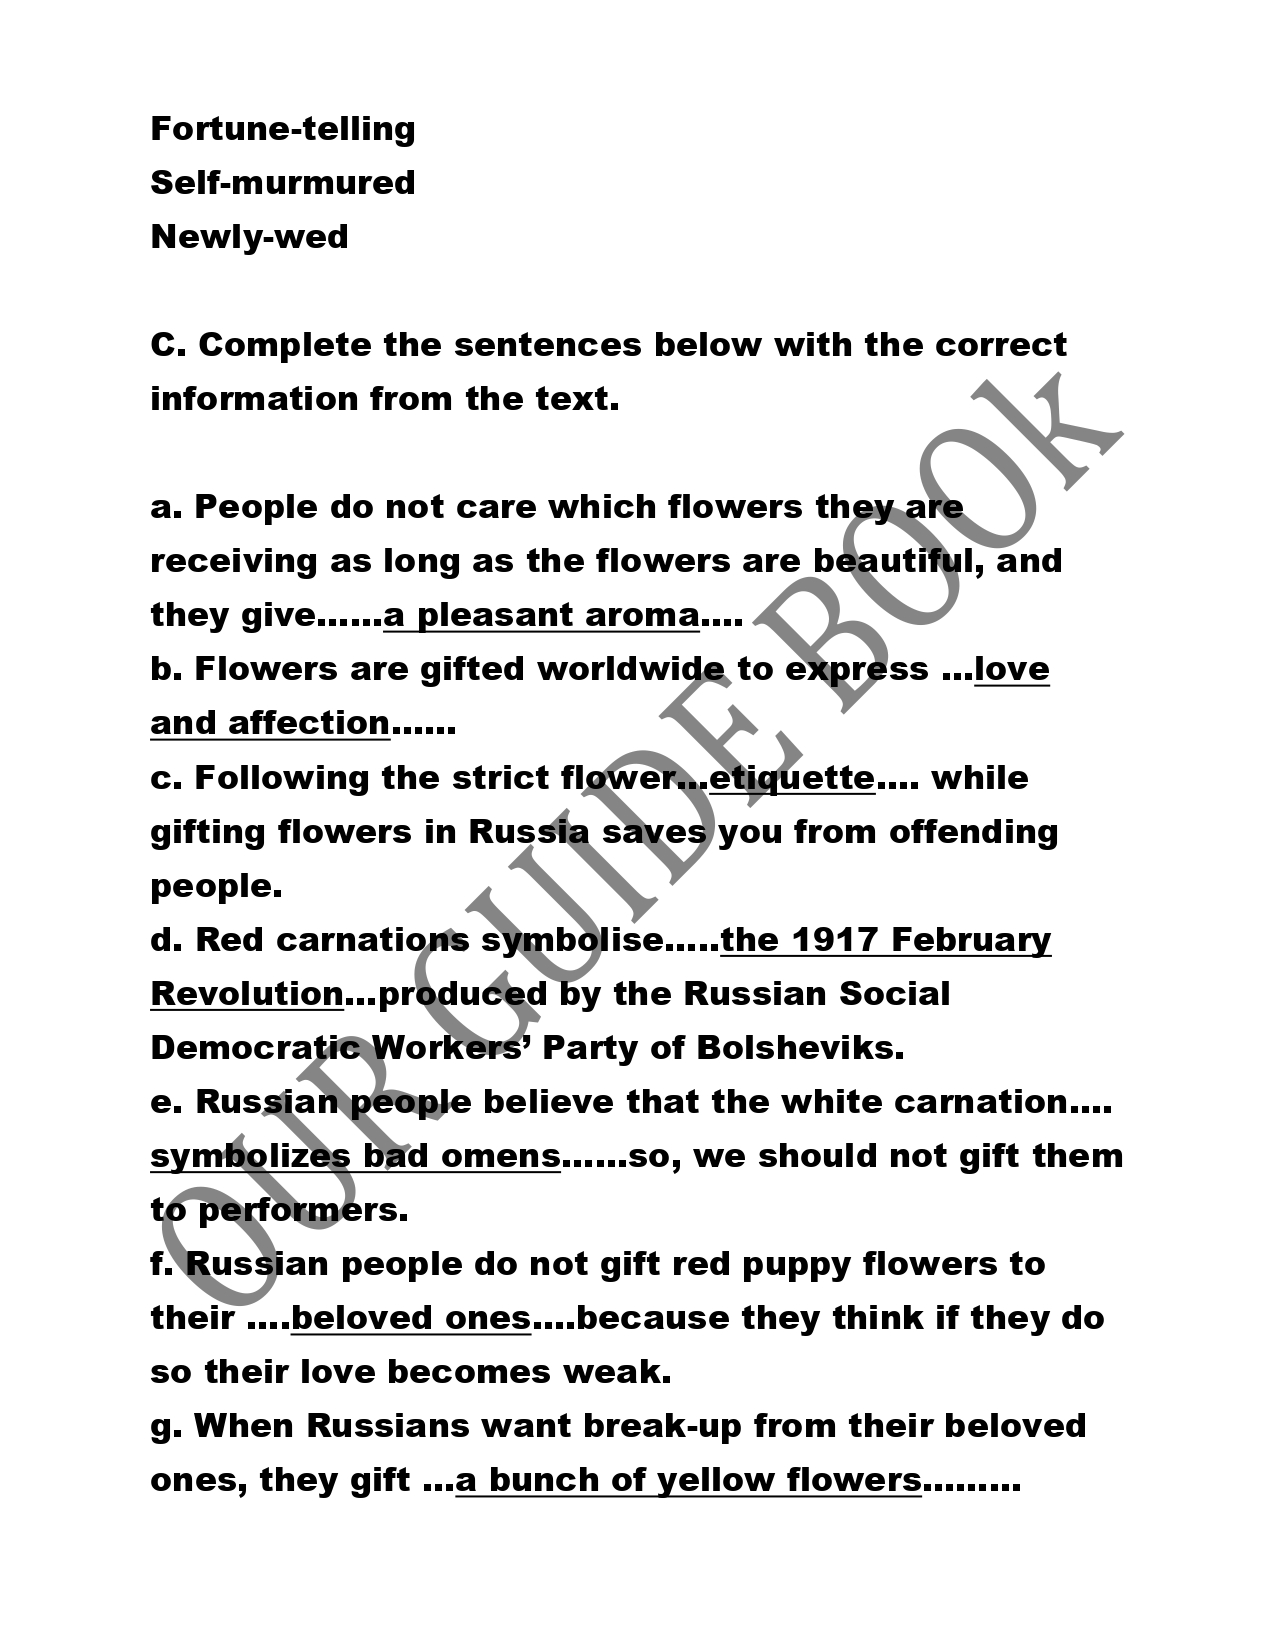 Fortune-telling
Self-murmured
Newly-wed
C. Complete the sentences below with the correct
information from the text.
a. People do not care which flowers they are
receiving as long as the flowers are beautiful, and
they give……a pleasant aroma….
b. Flowers are gifted worldwide to express …love
and affection……
c. Following the strict flower…etiquette…. while
gifting flowers in Russia saves you from offending
people.
d. Red carnations symbolise…..the 1917 February
Revolution…produced by the Russian Social
Democratic Workers’ Party of Bolsheviks.
e. Russian people believe that the white carnation….
symbolizes bad omens……so, we should not gift them
to performers.
f. Russian people do not gift red puppy flowers to
their ….beloved ones….because they think if they do
so their love becomes weak.
g. When Russians want break-up from their beloved
ones, they gift …a bunch of yellow flowers………
OUR GUIDE BOOk